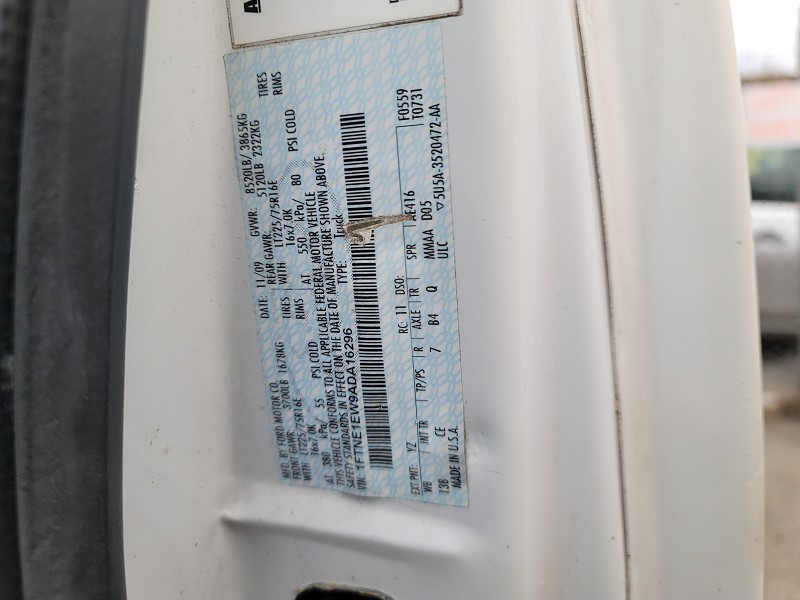 MFD. BY FORD MOTOR CO.
DATE: 11/09 GVWR: 8520LB/ 3865KG
FRONT GAWR: 3700LB 1678KG
REAR GAWR: 5120LB 2322KG
WITH LT225/75R16E TIRES
WITH LT225/75R16E TIRES
16x7.0K RIMS
16x7.0K RIMS
AT 380 kPa/ 55 PSI COLD
AT 550 kPa/ 80 PSI COLD
THIS VEHICLE CONFORMS TO ALL APPLICABLE FEDERAL MOTOR VEHICLE
SAFETY STANDARDS IN EFFECT ON THE DATE OF MANUFACTURE SHOWN ABOVE.
VIN: 1FTNE1EW9ADA16296
TYPE: Truck
F0559
T0731
EXT PNT: YZ RC: 11 DSO:
WB INT TR TP/PS R AXLE TR SPR AE416
138 CE 7 B4 Q MMAA D05
MADE IN U.S.A. ULC ▽5U5A-3520472-AA